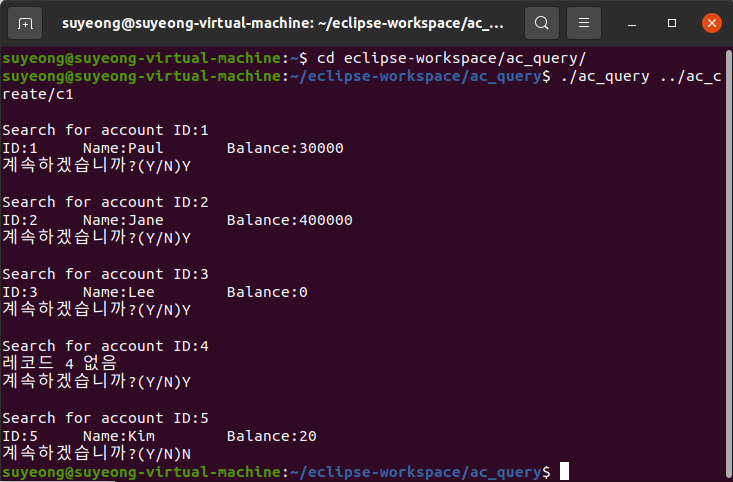 suyeong@suyeong-virtual-machine: ~/eclipse-workspace/ac_...
suyeong@suyeong-virtual-machine:~$ cd eclipse-workspace/ac_query/
suyeong@suyeong-virtual-machine:~/eclipse-workspace/ac_query$ ./ac_query ../ac_c
reate/c1
Search for account ID:1
ID:1     Name:Paul       Balance:30000
계속하겠습니까?(Y/N)Y
Search for account ID:2
ID:2     Name:Jane       Balance:400000
계속하겠습니까?(Y/N)Y
Search for account ID:3
ID:3     Name:Lee        Balance:0
계속하겠습니까?(Y/N)Y
Search for account ID:4
레코드 4 없음
계속하겠습니까?(Y/N)Y
Search for account ID:5
ID:5     Name:Kim        Balance:20
계속하겠습니까?(Y/N)N
suyeong@suyeong-virtual-machine:~/eclipse-workspace/ac_query$